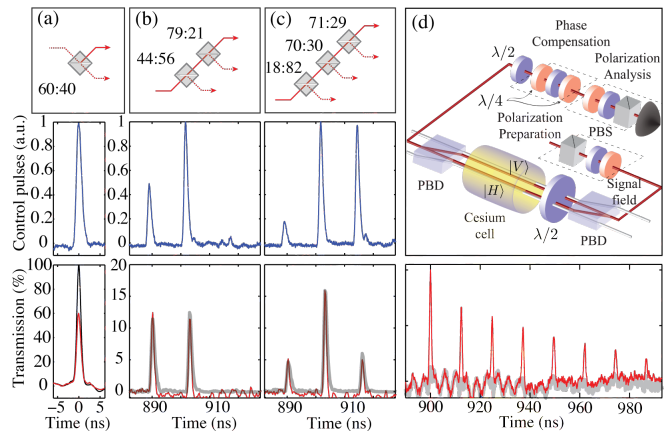 (a)
60:40
(b)
79:21
44:56
(c)
71:29
70:30
18:82
(d)
Phase
Compensation
λ/2
Polarization
Analysis
λ/4
Polarization
Preparation
PBS
PBD
|V⟩
|H⟩
Signal
field
Cesium
cell
λ/2
PBD
Control pulses (a.u.)
1
0.8
0.6
0.4
0.2
0
1
0.8
0.6
0.4
0.2
0
1
0.8
0.6
0.4
0.2
0
Transmission (%)
100
80
60
40
20
0
20
15
10
5
0
20
15
10
5
0
−5 0 5
890 910
890 910
900 920 940 960 980
Time (ns)
Time (ns)
Time (ns)
Time (ns)